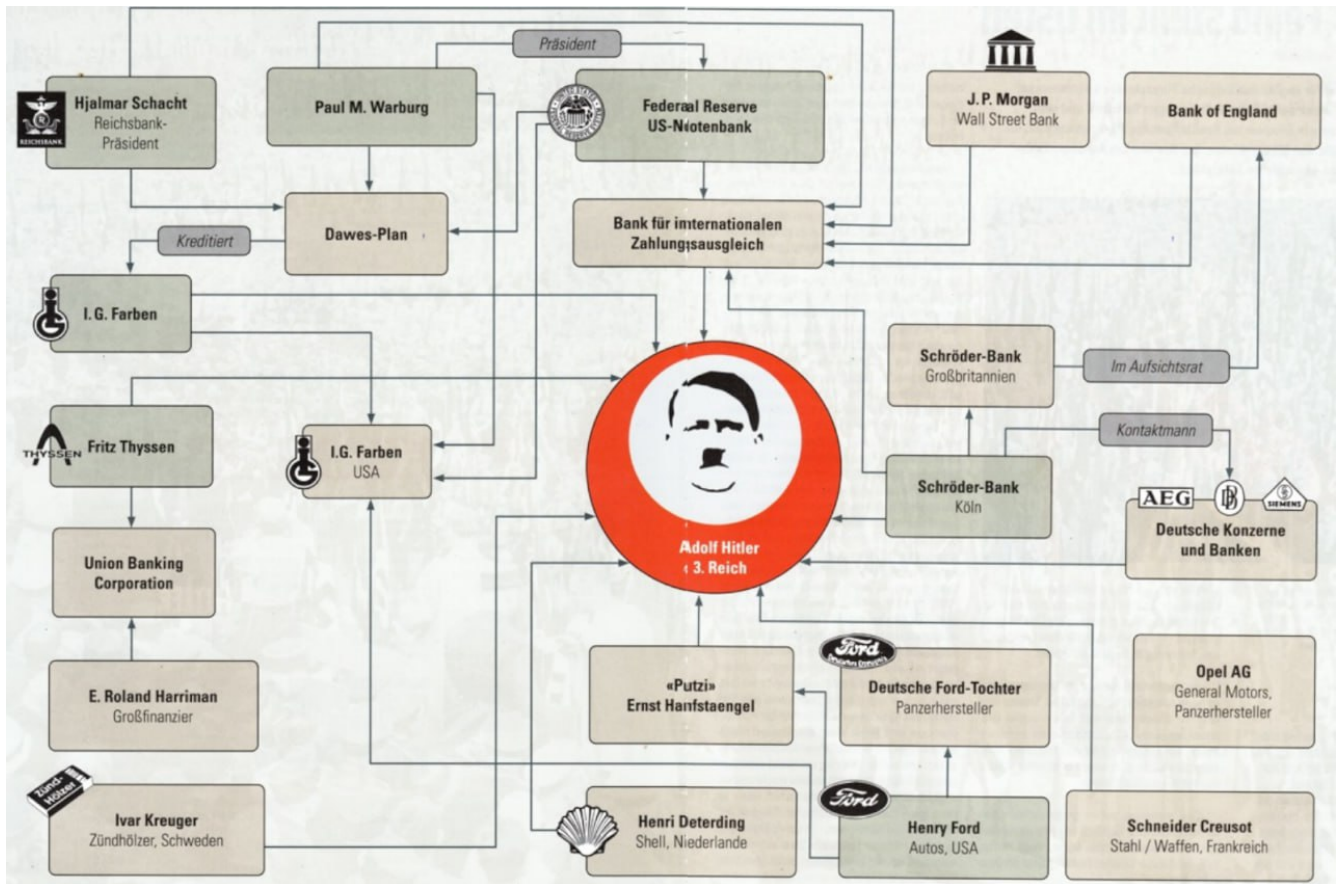 Präsident
Hjalmar Schacht
Reichsbank-
Präsident
REICHSBANK
Paul M. Warburg
Federal Reserve
US-Notenbank
J. P. Morgan
Wall Street Bank
Bank of England
Kreditiert
Dawes-Plan
Bank für internationalen
Zahlungsausgleich
I. G. Farben
Schröder-Bank
Großbritannien
Im Aufsichtsrat
Kontaktmann
THYSSEN
Fritz Thyssen
I.G. Farben
USA
Schröder-Bank
Köln
AEG
DB
SIEMENS
Deutsche Konzerne
und Banken
Adolf Hitler
3. Reich
Union Banking
Corporation
E. Roland Harriman
Großfinanzier
«Putzi»
Ernst Hanfstaengel
Ford
Deutsche Ford-Tochter
Panzerhersteller
Opel AG
General Motors,
Panzerhersteller
Zünd-
Hölzer
Ivar Kreuger
Zündhölzer, Schweden
Henri Deterding
Shell, Niederlande
Ford
Henry Ford
Autos, USA
Schneider Creusot
Stahl / Waffen, Frankreich